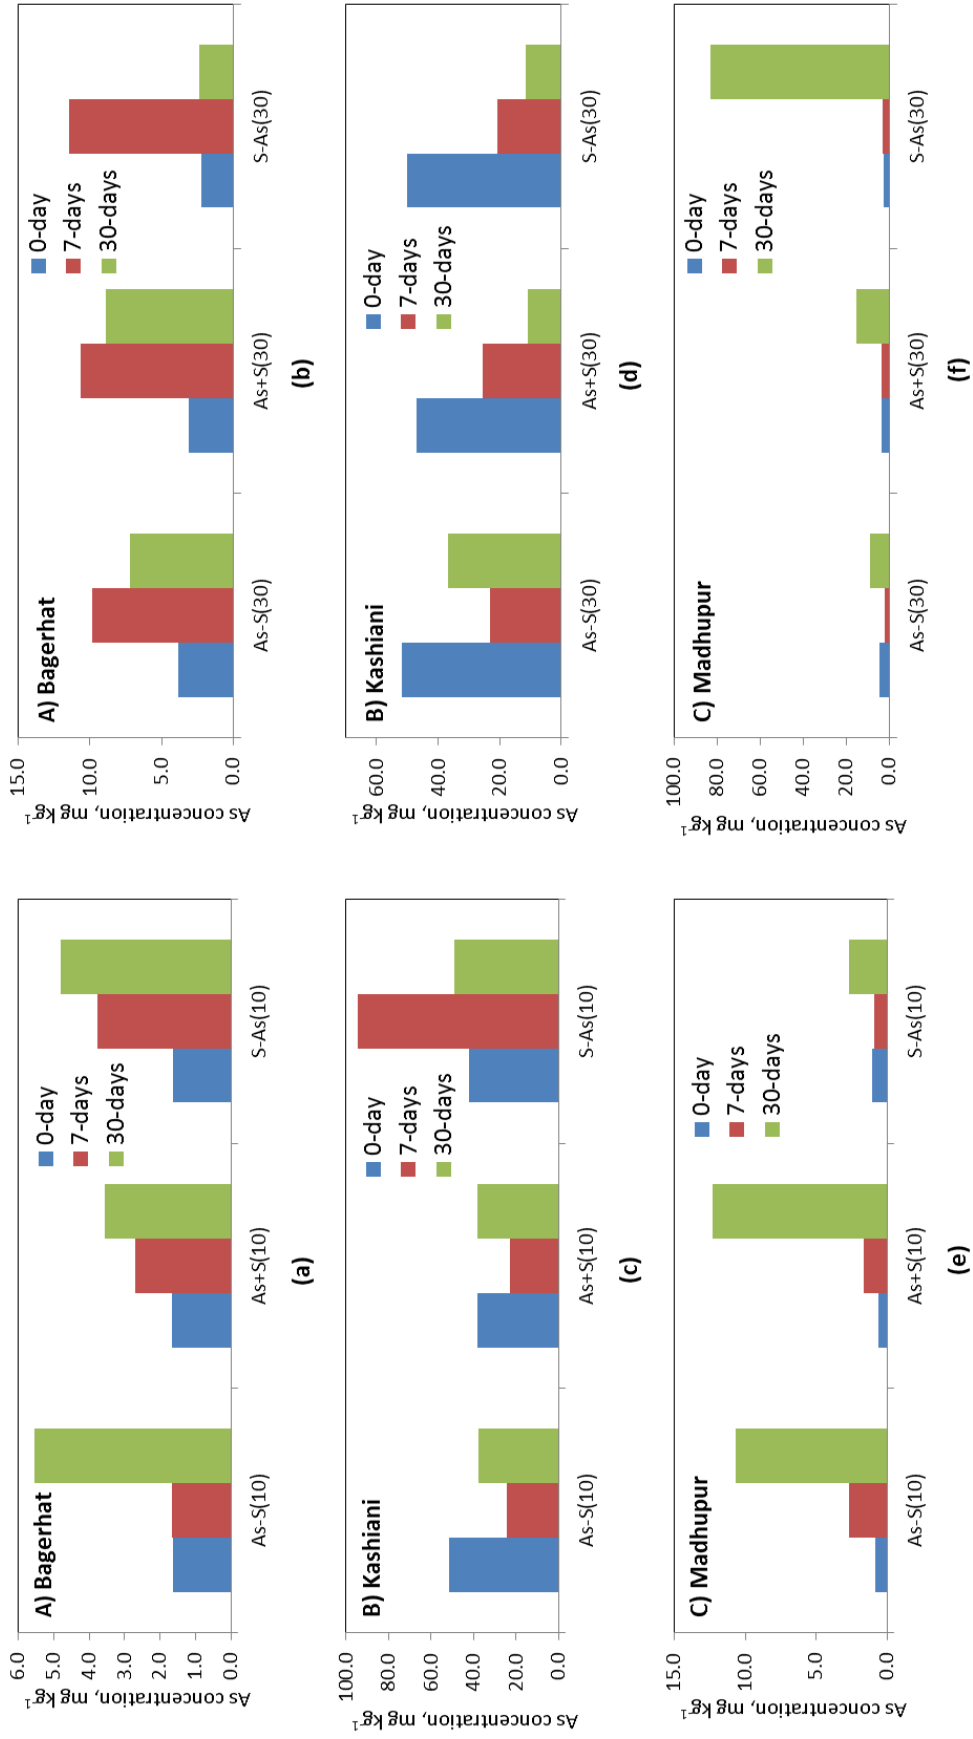 A) Bagerhat
As concentration, mg kg-1
6.0
5.0
4.0
3.0
2.0
1.0
0.0
0-day
7-days
30-days
As-S(10)
As+S(10)
S-As(10)
(a)
A) Bagerhat
As concentration, mg kg-1
15.0
10.0
5.0
0.0
0-day
7-days
30-days
As-S(30)
As+S(30)
S-As(30)
(b)
B) Kashiani
As concentration, mg kg-1
100.0
80.0
60.0
40.0
20.0
0.0
0-day
7-days
30-days
As-S(10)
As+S(10)
S-As(10)
(c)
B) Kashiani
As concentration, mg kg-1
60.0
40.0
20.0
0.0
0-day
7-days
30-days
As-S(30)
As+S(30)
S-As(30)
(d)
C) Madhupur
As concentration, mg kg-1
15.0
10.0
5.0
0.0
0-day
7-days
30-days
As-S(10)
As+S(10)
S-As(10)
(e)
C) Madhupur
As concentration, mg kg-1
100.0
80.0
60.0
40.0
20.0
0.0
0-day
7-days
30-days
As-S(30)
As+S(30)
S-As(30)
(f)